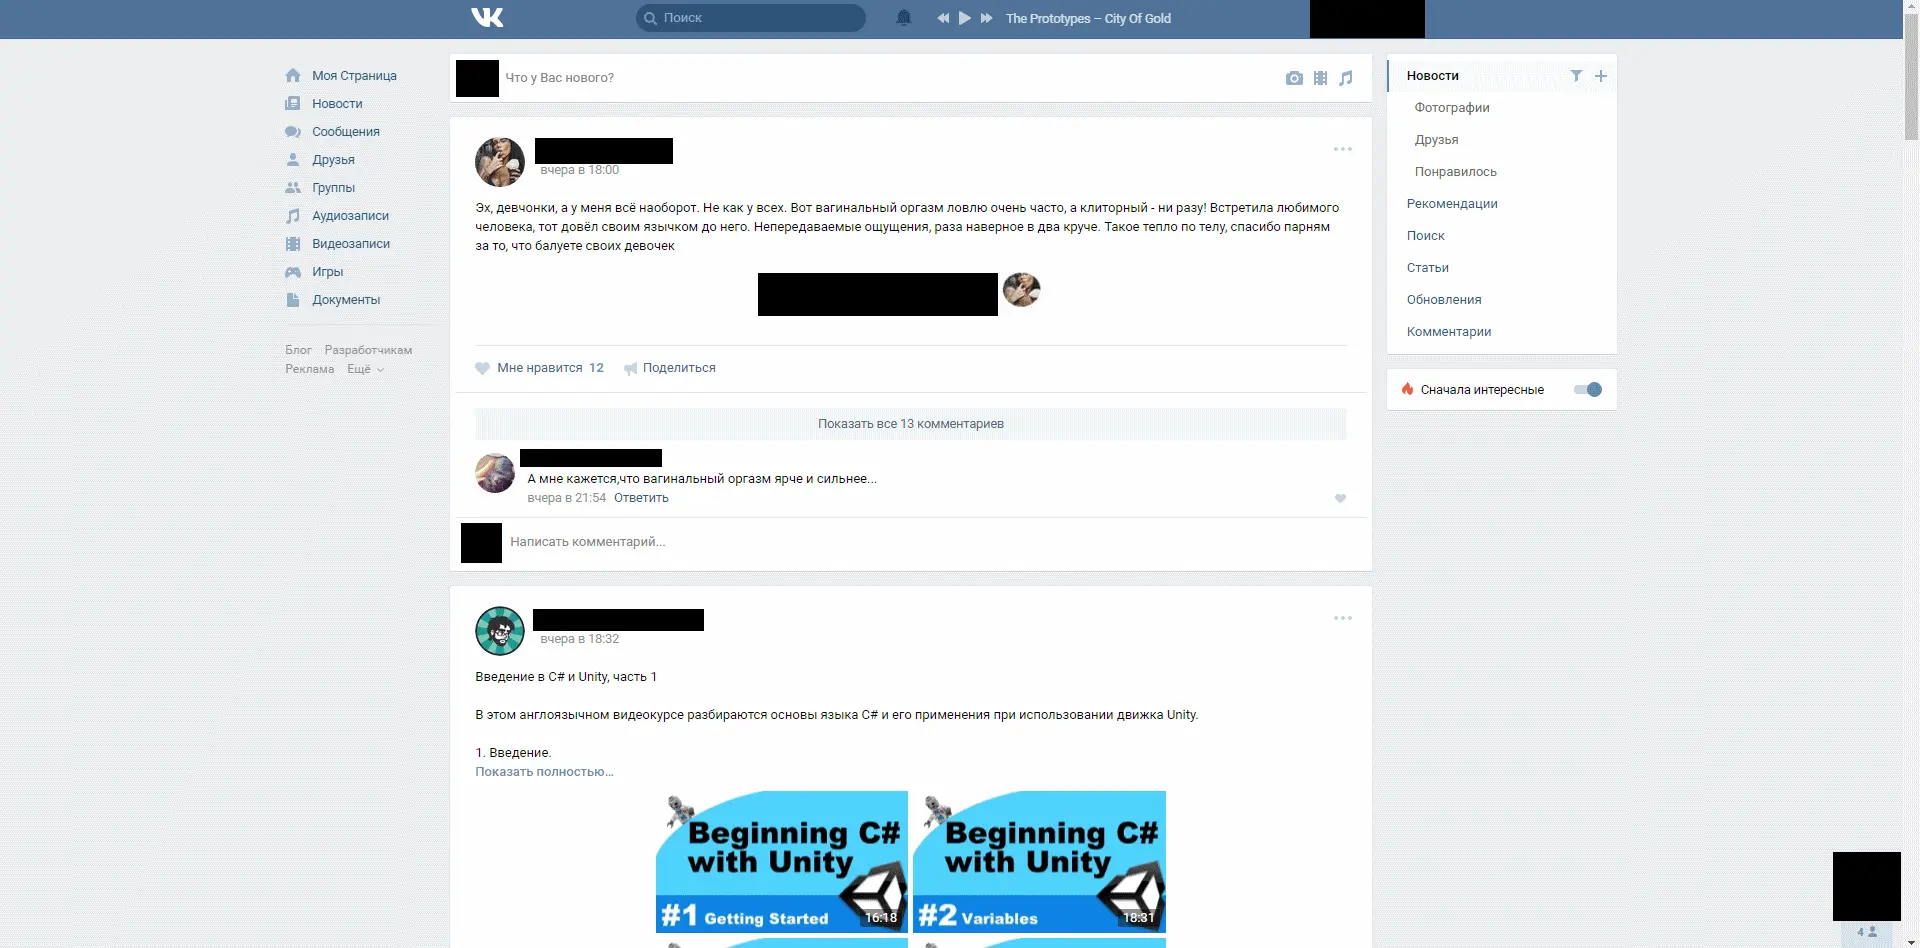 Поиск
The Prototypes – City Of Gold
Моя Страница
Новости
Сообщения
Друзья
Группы
Аудиозаписи
Видеозаписи
Игры
Документы
Блог Разработчикам
Реклама Ещё
Что у Вас нового?
вчера в 18:00
Эх, девчонки, а у меня всё наоборот. Не как у всех. Вот вагинальный оргазм ловлю очень часто, а клиторный - ни разу! Встретила любимого
человека, тот довёл своим язычком до него. Непередаваемые ощущения, раза наверное в два круче. Такое тепло по телу, спасибо парням
за то, что балуете своих девочек
Мне нравится 12 Поделиться
Показать все 13 комментариев
А мне кажется,что вагинальный оргазм ярче и сильнее...
вчера в 21:54 Ответить
Написать комментарий...
вчера в 18:32
Введение в C# и Unity, часть 1
В этом англоязычном видеокурсе разбираются основы языка C# и его применения при использовании движка Unity.
1. Введение.
Показать полностью...
Beginning C#
with Unity
#1 Getting Started
16:18
Beginning C#
with Unity
#2 Variables
18:31
Новости
Фотографии
Друзья
Понравилось
Рекомендации
Поиск
Статьи
Обновления
Комментарии
Сначала интересные
4